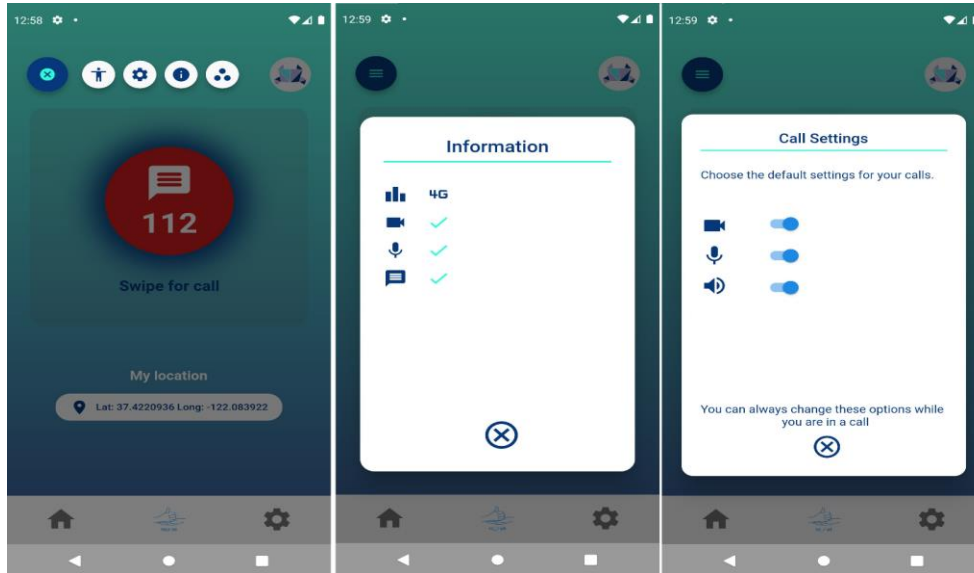 12:58
112
Swipe for call
My location
Lat: 37.4220936 Long: -122.083922
12:59
Information
4G
12:59
Call Settings
Choose the default settings for your calls.
You can always change these options while
you are in a call